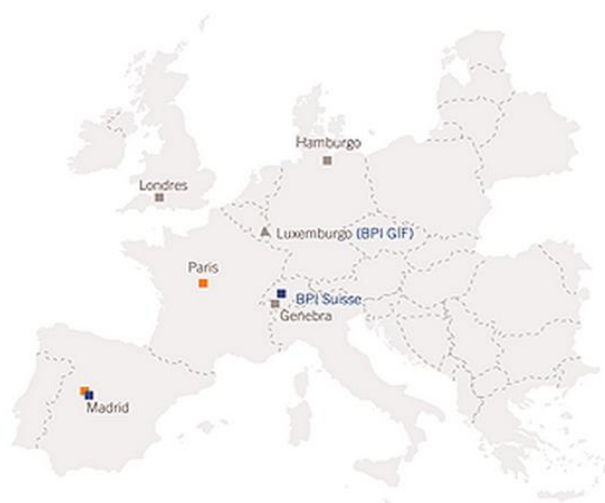 Hamburgo
Londres
Luxemburgo (BPI GIF)
Paris
BPI Suisse
Genebra
Madrid